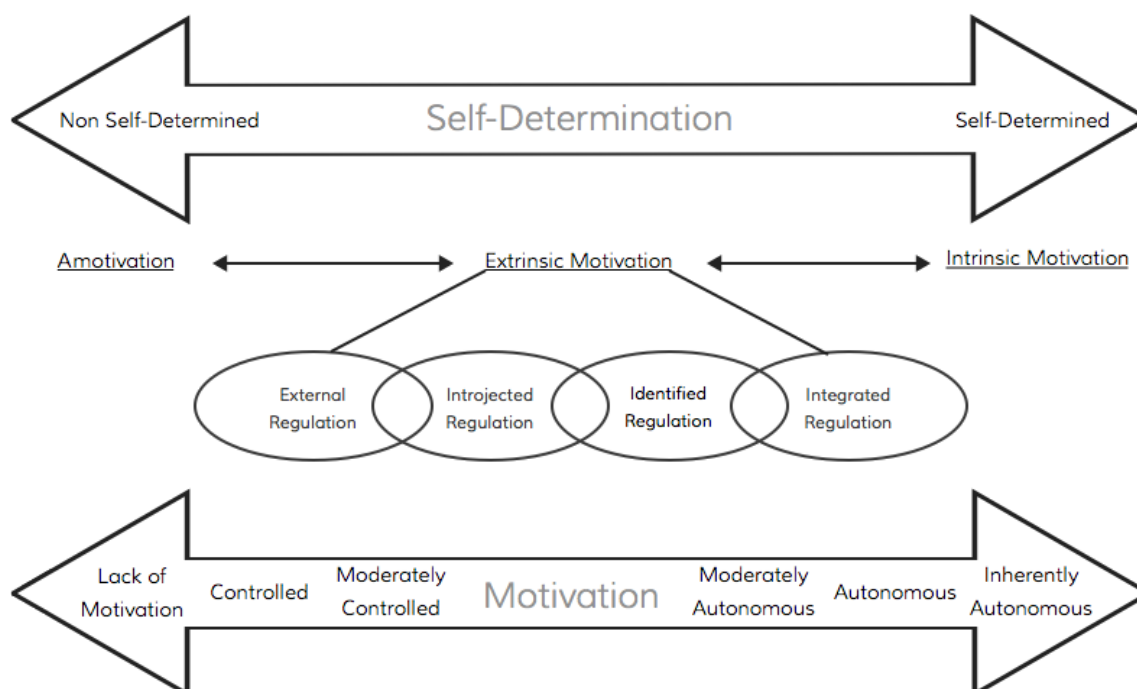 Non Self-Determined Self-Determination Self-Determined
Amotivation Extrinsic Motivation Intrinsic Motivation
External
Regulation
Introjected
Regulation
Identified
Regulation
Integrated
Regulation
Lack of
Motivation
Controlled
Moderately
Controlled
Motivation
Moderately
Autonomous
Autonomous
Inherently
Autonomous